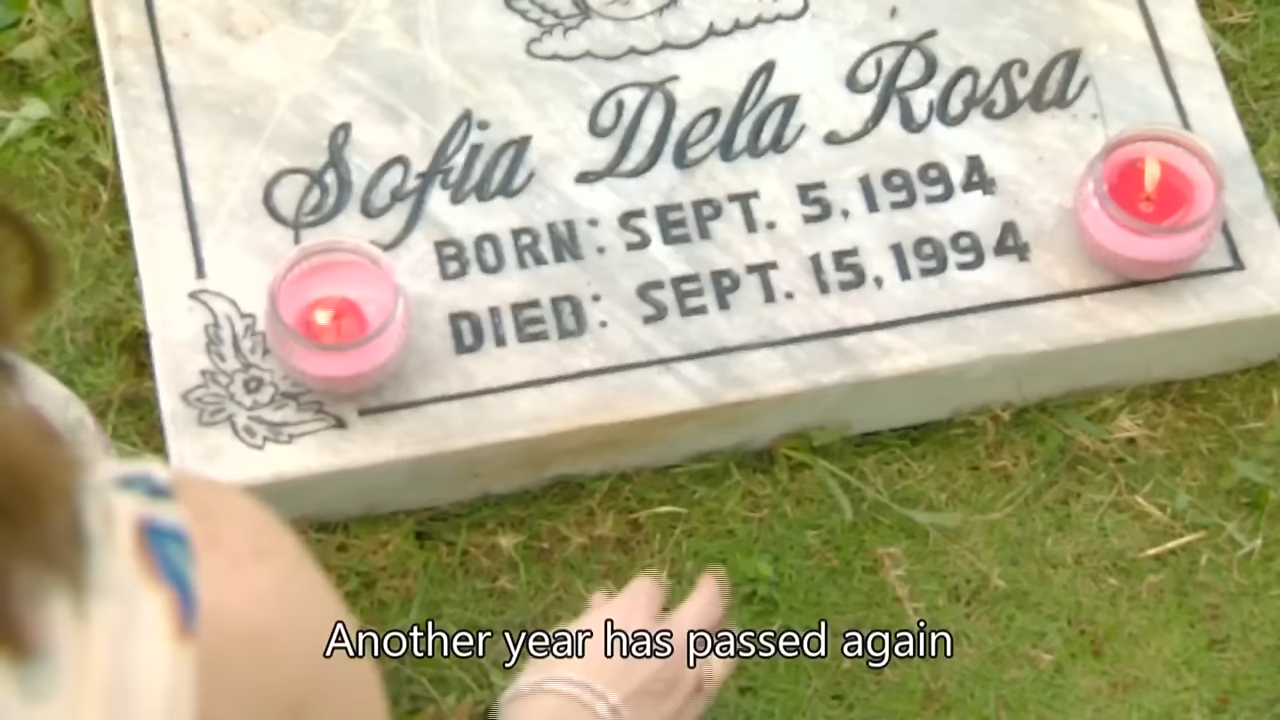 Sofia Dela Rosa
BORN: SEPT. 5, 1994
DIED: SEPT. 15, 1994
Another year has passed again